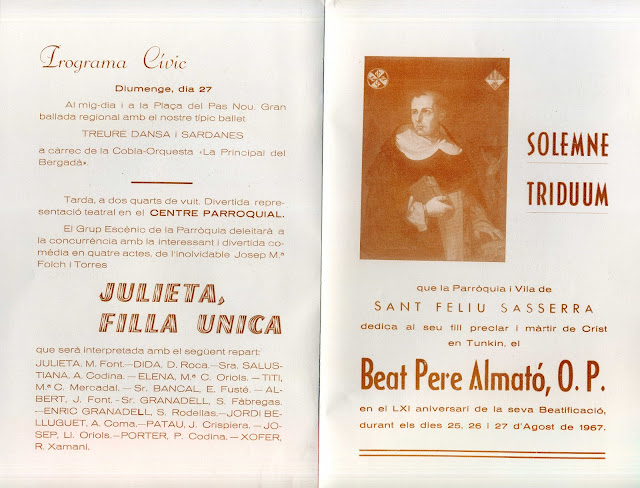 Programa Cívic
Diumenge, dia 27
Al mig-dia i a la Plaça del Pas Nou. Gran
ballada regional amb el nostre típic ballet
TREURE DANSA i SARDANES
a càrrec de la Cobla-Orquesta «La Principal del
Bergadà».
Tarda, a dos quarts de vuit. Divertida repre-
sentació teatral en el CENTRE PARROQUIAL.
El Grup Escènic de la Parròquia deleitarà a
la concurrència amb la interessant i divertida co-
mèdia en quatre actes, de l'inolvidable Josep M.ª
Folch i Torres
JULIETA,
FILLA UNICA
que serà interpretada amb el següent repart:
JULIETA, M. Font.—DIDA, D. Roca.—Sra. SALUS-
TIANA, A. Codina. — ELENA, M.ª C. Oriols. — TITI,
M.ª C. Mercadal. — Sr. BANCAL, E. Fusté. — AL-
BERT, J. Font.- Sr. GRANADELL, S. Fàbregas.
—ENRIC GRANADELL, S. Rodellas.—JORDI BE-
LLUGUET, A. Coma.—PATAU, J. Crispiera. — JO-
SEP, Ll. Oriols.—PORTER, P. Codina. — XOFER,
R. Xamaní.
SOLEMNE
TRIDUUM
que la Parròquia i Vila de
SANT FELIU SASSERRA
dedica al seu fill preclar i màrtir de Crist
en Tunkin, el
Beat Pere Almató, O. P.
en el LXI aniversari de la seva Beatificació,
durant els dies 25, 26 i 27 d'Agost de 1967.